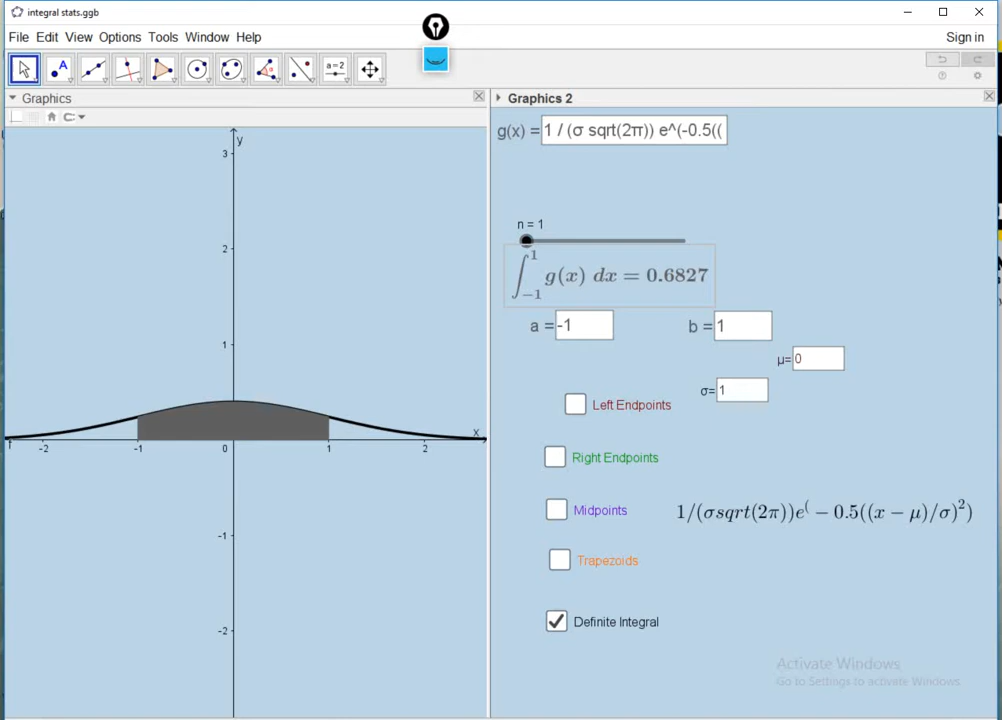 integral stats.ggb
File Edit View Options Tools Window Help
Sign in
A
a=2
Graphics
Graphics 2
g(x) = 1 / (σ sqrt(2π)) e^(-0.5((
n = 1
∫₋₁¹ g(x) dx = 0.6827
a = -1
b = 1
μ= 0
σ= 1
Left Endpoints
Right Endpoints
Midpoints
1/(σsqrt(2π))e⁽ − 0.5((x − μ)/σ)²)
Trapezoids
Definite Integral
y
3
2
1
x
-2 -1 0 1 2
-1
-2
Activate Windows
Go to Settings to activate Windows.